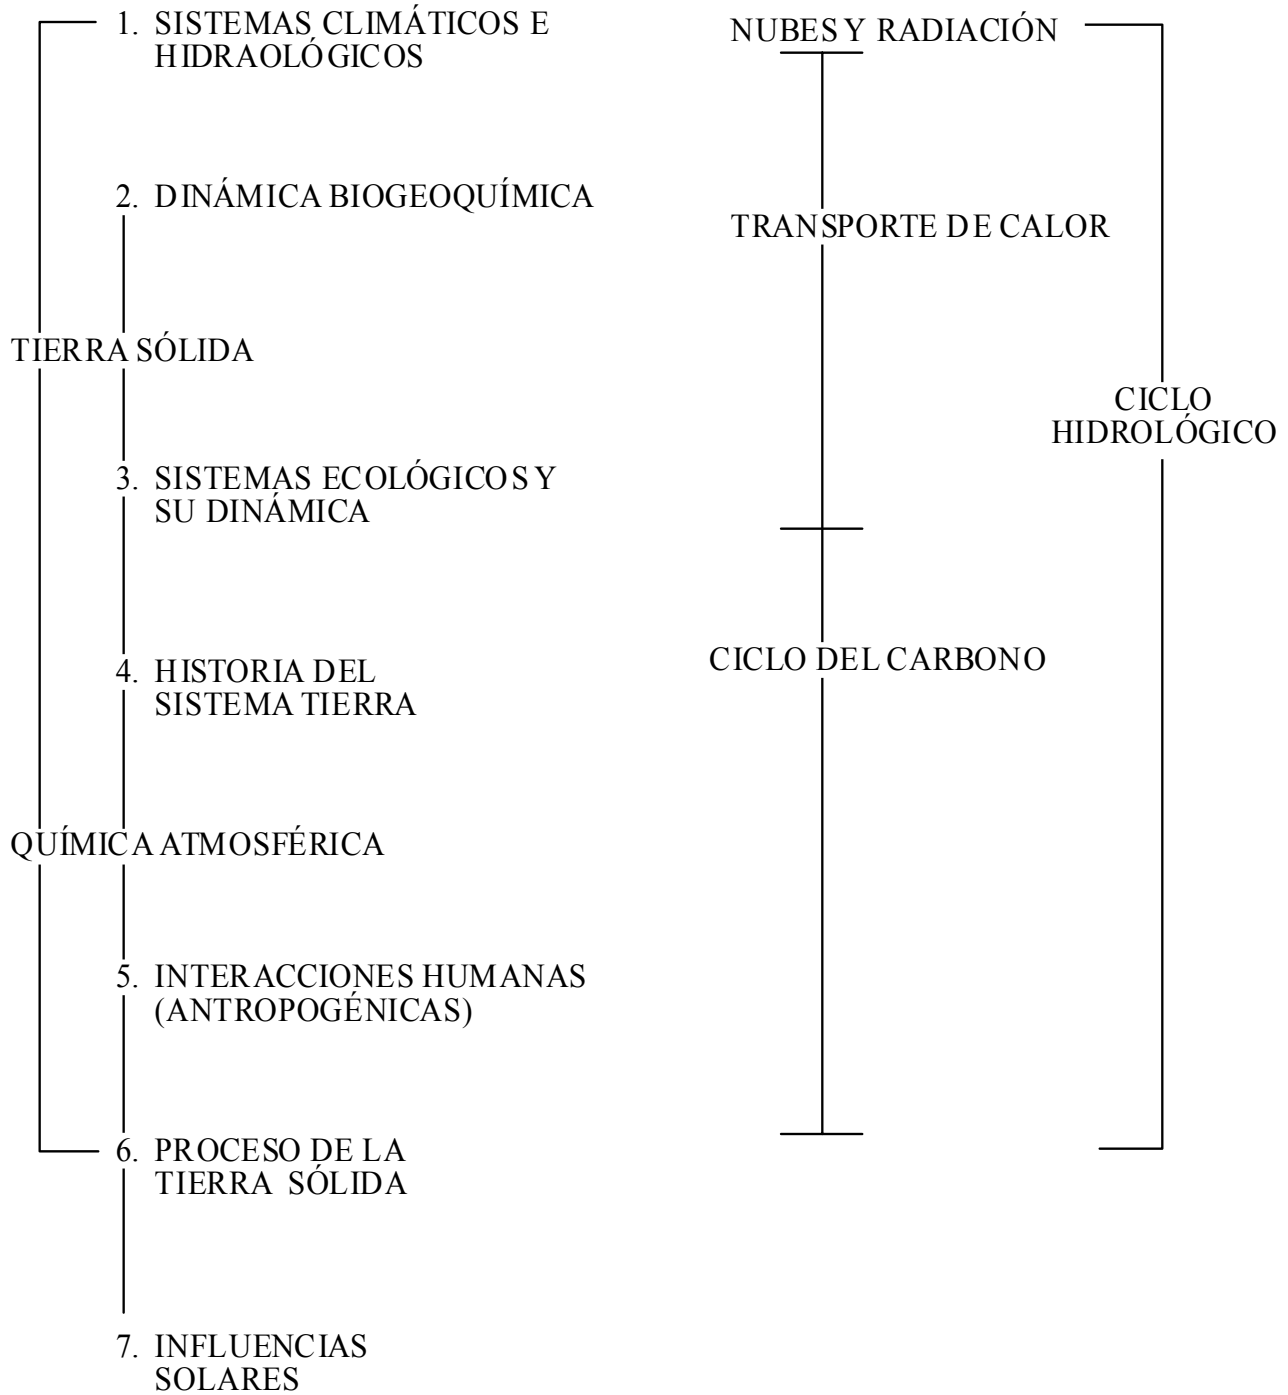 1. SISTEMAS CLIMÁTICOS E
HIDRAOLÓGICOS
2. DINÁMICA BIOGEOQUÍMICA
TIERRA SÓLIDA
3. SISTEMAS ECOLÓGICOS Y
SU DINÁMICA
4. HISTORIA DEL
SISTEMA TIERRA
QUÍMICA ATMOSFÉRICA
5. INTERACCIONES HUMANAS
(ANTROPOGÉNICAS)
6. PROCESO DE LA
TIERRA SÓLIDA
7. INFLUENCIAS
SOLARES
NUBES Y RADIACIÓN
TRANSPORTE DE CALOR
CICLO DEL CARBONO
CICLO
HIDROLÓGICO